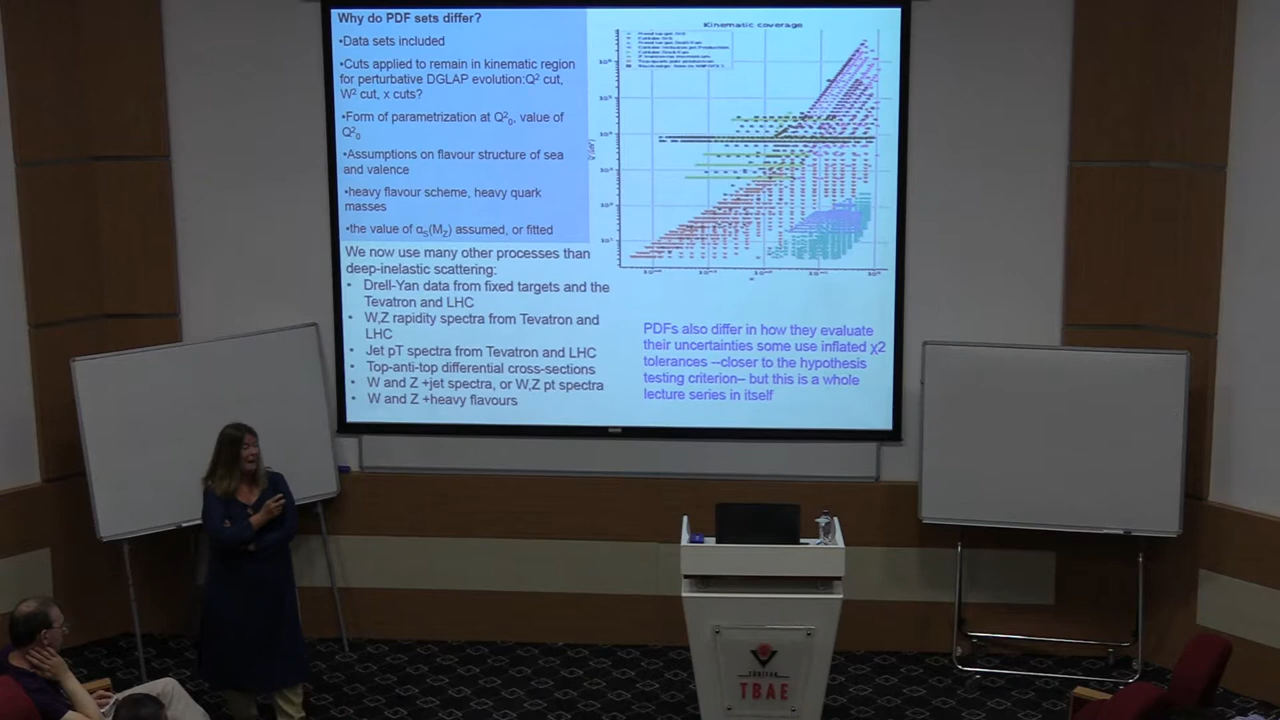 Why do PDF sets differ?
•Data sets included
•Cuts applied to remain in kinematic region
for perturbative DGLAP evolution:Q² cut,
W² cut, x cuts?
•Form of parametrization at Q²₀, value of
Q²₀
•Assumptions on flavour structure of sea
and valence
•heavy flavour scheme, heavy quark
masses
•the value of αₛ(M_Z) assumed, or fitted
We now use many other processes than
deep-inelastic scattering:
• Drell-Yan data from fixed targets and the
Tevatron and LHC
• W,Z rapidity spectra from Tevatron and
LHC
• Jet pT spectra from Tevatron and LHC
• Top-anti-top differential cross-sections
• W and Z +jet spectra, or W,Z pt spectra
• W and Z +heavy flavours
Kinematic coverage
PDFs also differ in how they evaluate
their uncertainties some use inflated χ2
tolerances –closer to the hypothesis
testing criterion– but this is a whole
lecture series in itself
TBAE